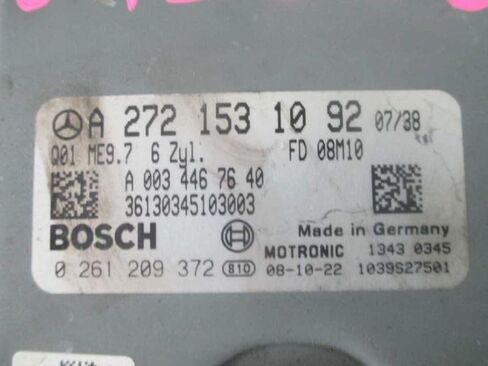 A 272 153 10 92 07/38
Q01 ME9.7 6 Zyl. FD 08M10
A 003 446 76 40
36130345103003
BOSCH
Made in Germany
MOTRONIC 1343 0345
0 261 209 372 810 08-10-22 1039S27501